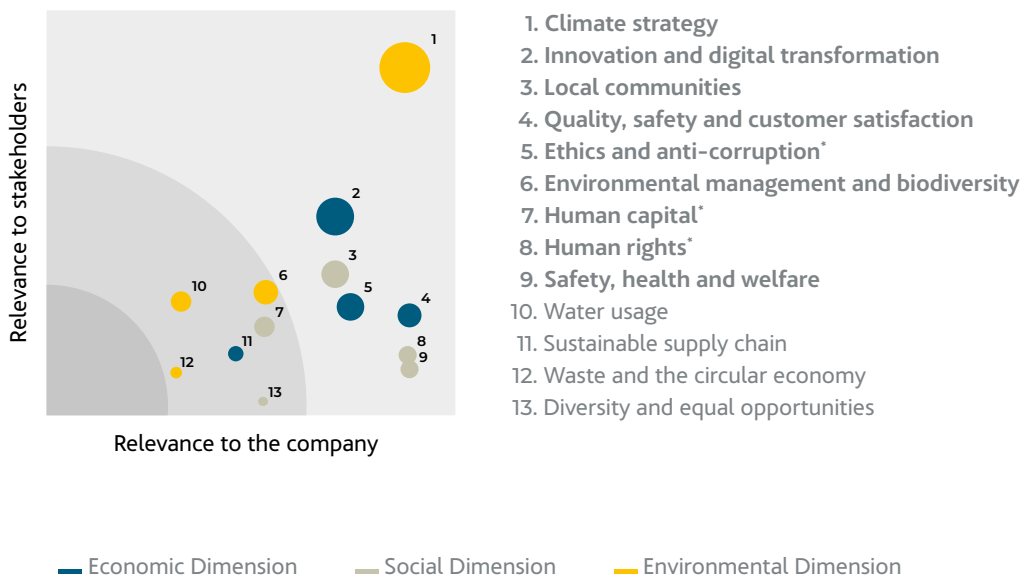 Relevance to stakeholders
1
2
3
4
5
6
7
8
9
10
11
12
13
Relevance to the company
1. Climate strategy
2. Innovation and digital transformation
3. Local communities
4. Quality, safety and customer satisfaction
5. Ethics and anti-corruption*
6. Environmental management and biodiversity
7. Human capital*
8. Human rights*
9. Safety, health and welfare
10. Water usage
11. Sustainable supply chain
12. Waste and the circular economy
13. Diversity and equal opportunities
Economic Dimension
Social Dimension
Environmental Dimension